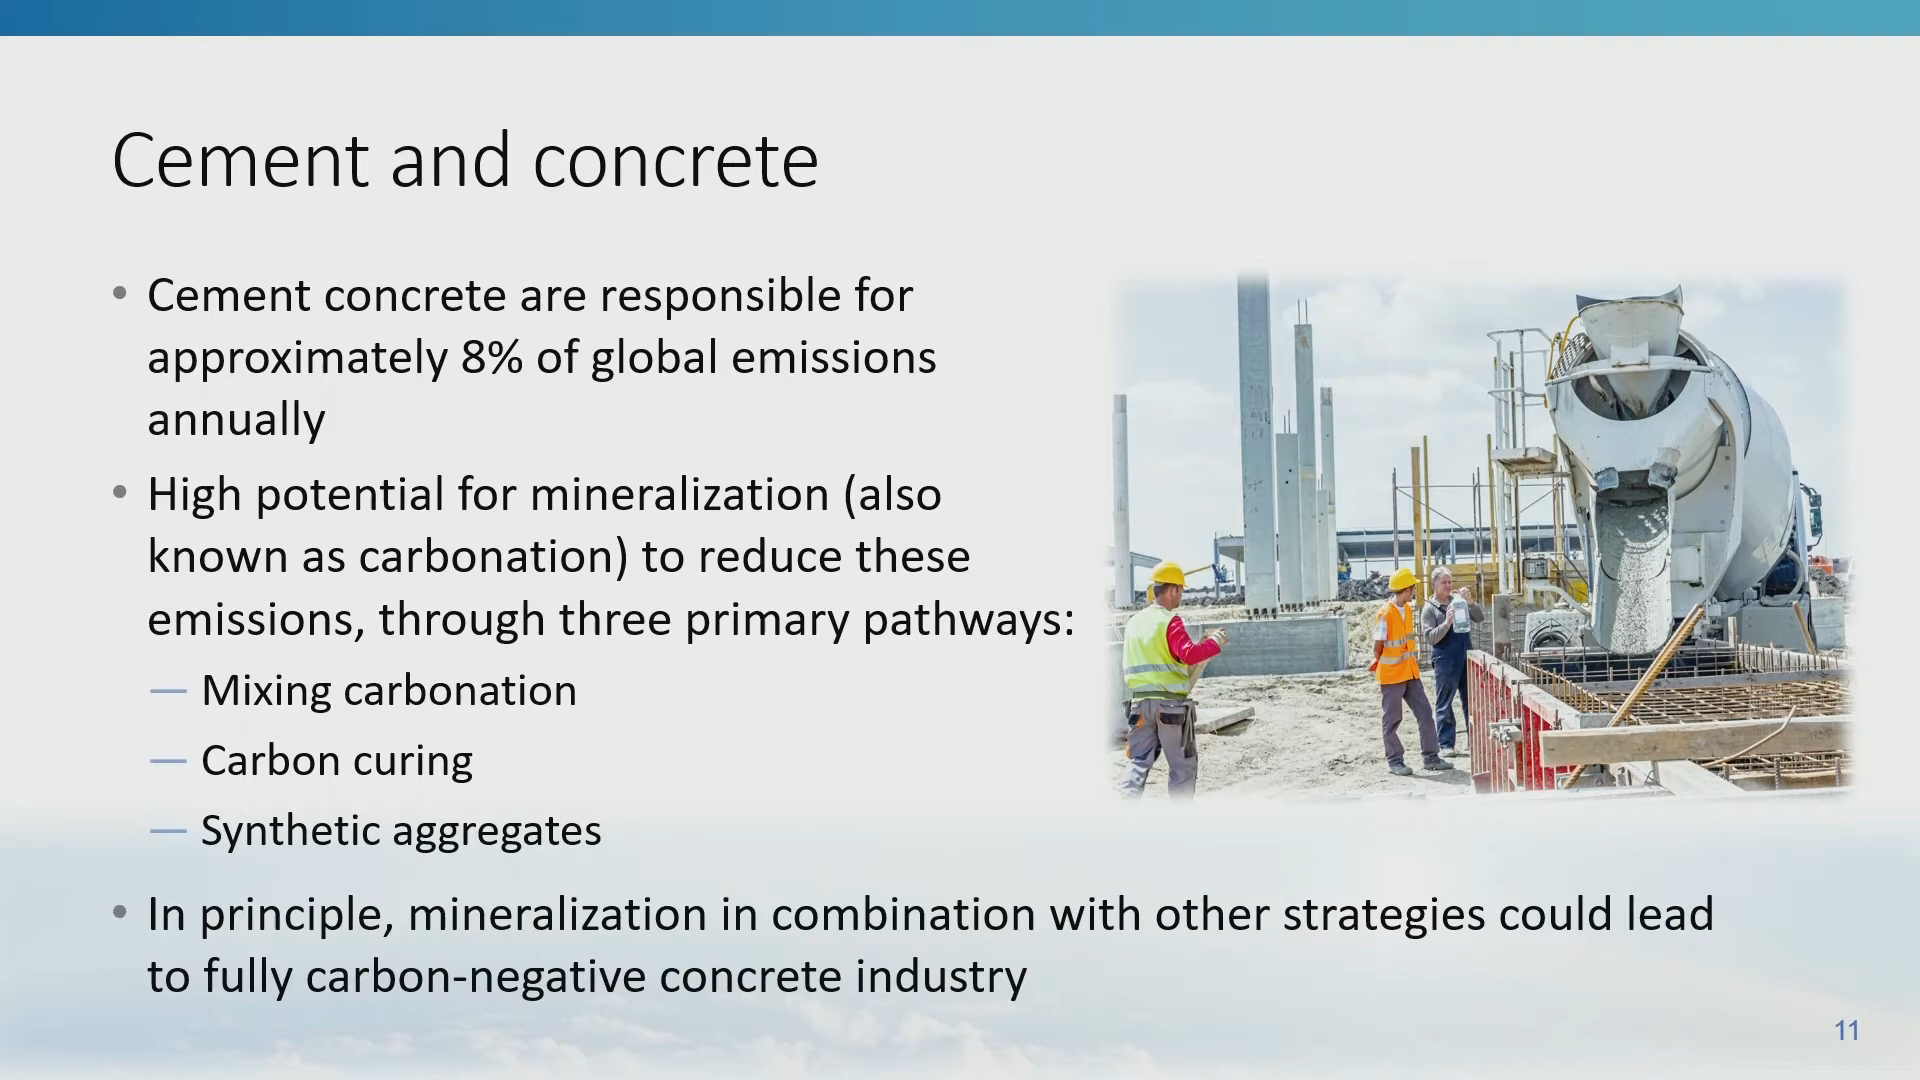 Cement and concrete
• Cement concrete are responsible for
approximately 8% of global emissions
annually
• High potential for mineralization (also
known as carbonation) to reduce these
emissions, through three primary pathways:
— Mixing carbonation
— Carbon curing
— Synthetic aggregates
• In principle, mineralization in combination with other strategies could lead
to fully carbon-negative concrete industry
11